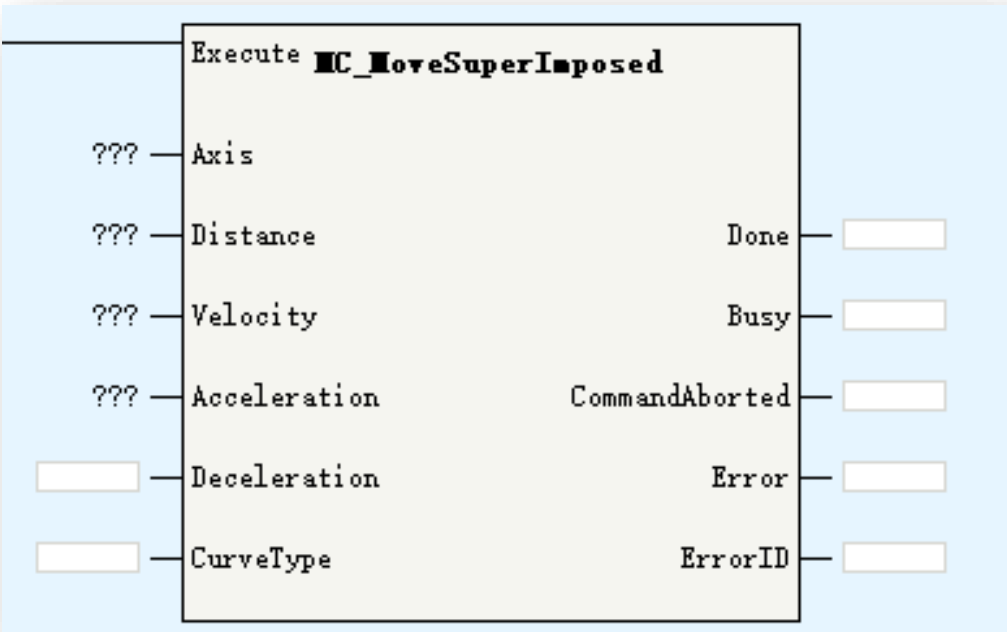 Execute MC_MoveSuperImposed
??? Axis
??? Distance Done
??? Velocity Busy
??? Acceleration CommandAborted
Deceleration Error
CurveType ErrorID